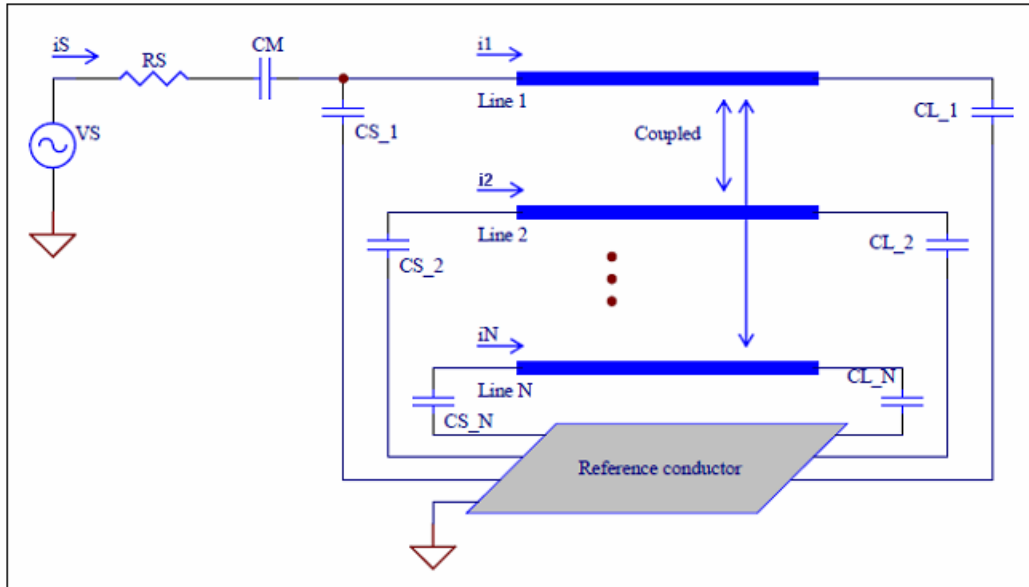 iS
RS
CM
i1
VS
CS_1
Line 1
Coupled
CL_1
i2
CS_2
Line 2
CL_2
iN
CS_N
Line N
CL_N
Reference conductor